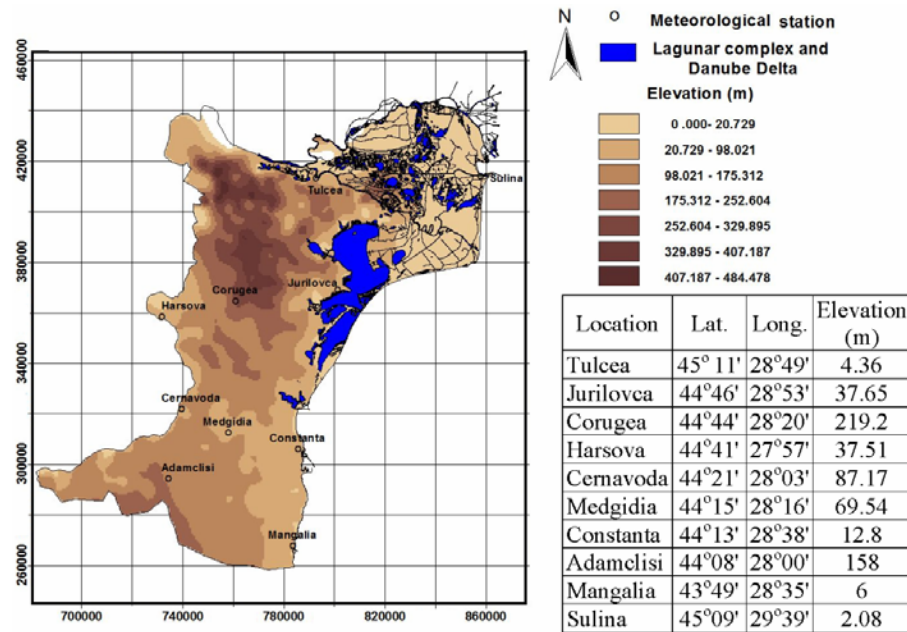 N
Meteorological station
Lagunar complex and
Danube Delta
Elevation (m)
0 .000- 20.729
20.729 - 98.021
98.021 - 175.312
175.312 - 252.604
252.604 - 329.895
329.895 - 407.187
407.187 - 484.478
460000
420000
380000
340000
300000
260000
Tulcea
Sulina
Jurilovca
Corugea
Harsova
Cernavoda
Medgidia
Constanta
Adamclisi
Mangalia
700000 740000 780000 820000 860000
Location Lat. Long. Elevation (m)
Tulcea 45° 11' 28°49' 4.36
Jurilovca 44°46' 28°53' 37.65
Corugea 44°44' 28°20' 219.2
Harsova 44°41' 27°57' 37.51
Cernavoda 44°21' 28°03' 87.17
Medgidia 44°15' 28°16' 69.54
Constanta 44°13' 28°38' 12.8
Adamclisi 44°08' 28°00' 158
Mangalia 43°49' 28°35' 6
Sulina 45°09' 29°39' 2.08